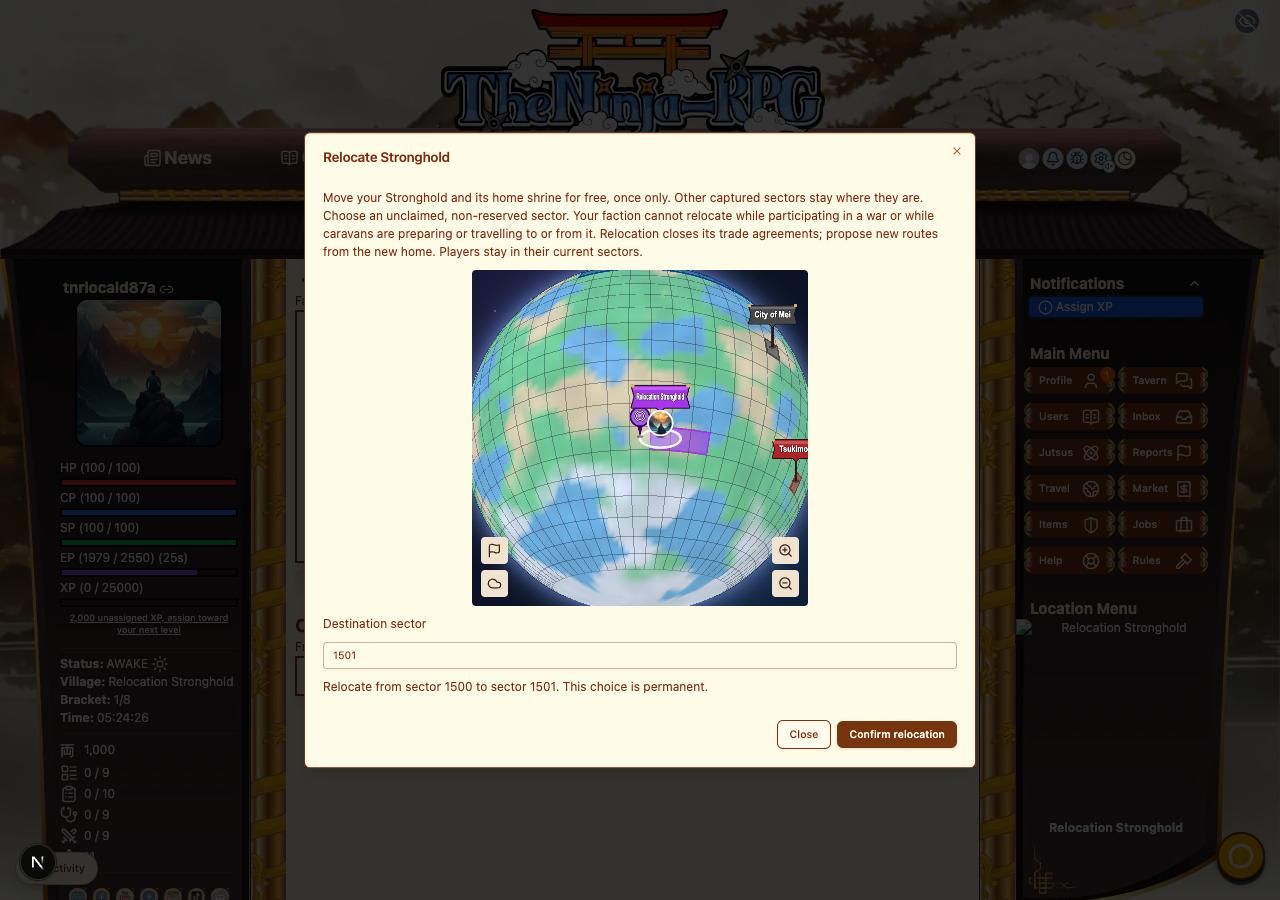 TheNinja-RPG
News
Relocate Stronghold
Move your Stronghold and its home shrine for free, once only. Other captured sectors stay where they are.
Choose an unclaimed, non-reserved sector. Your faction cannot relocate while participating in a war or while
caravans are preparing or travelling to or from it. Relocation closes its trade agreements; propose new routes
from the new home. Players stay in their current sectors.
City of Mei
Relocation Stronghold
Destination sector
1501
Relocate from sector 1500 to sector 1501. This choice is permanent.
Close
Confirm relocation
tnrlocald87a
HP (100 / 100)
CP (100 / 100)
SP (100 / 100)
EP (1979 / 2550) (25s)
XP (0 / 25000)
2,000 unassigned XP, assign toward
your next level
Status: AWAKE
Village: Relocation Stronghold
Bracket: 1/8
Time: 05:24:26
両 1,000
0 / 9
0 / 10
0 / 9
0 / 9
N
Notifications
Assign XP
Main Menu
Profile
1
Tavern
Users
Inbox
Jutsus
Reports
Travel
Market
Items
Jobs
Help
Rules
Location Menu
Relocation Stronghold
Relocation Stronghold